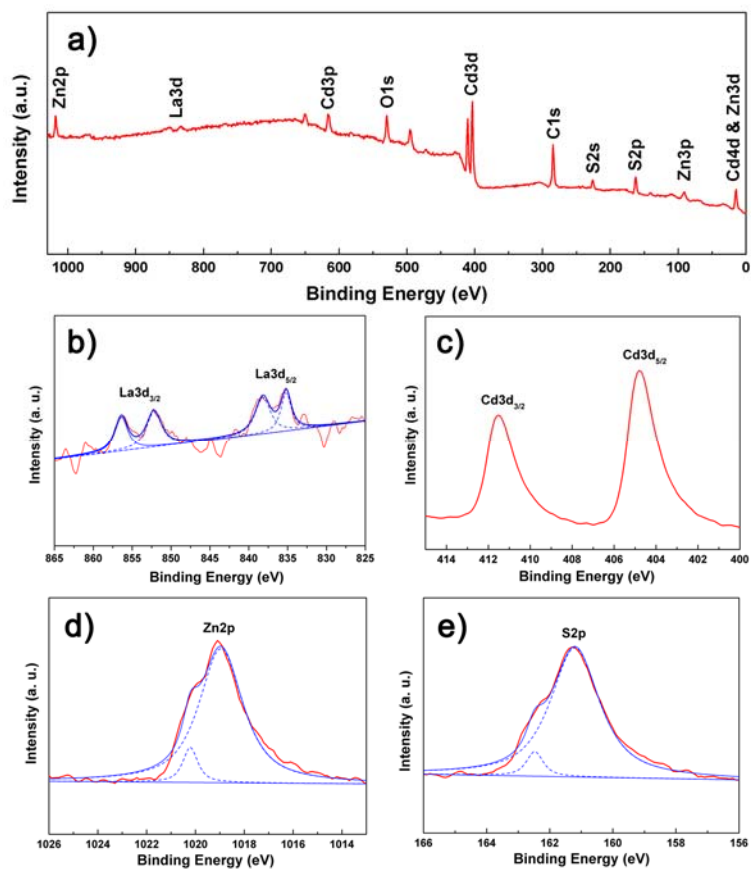 a)
Zn2p
La3d
Cd3p
O1s
Cd3d
C1s
S2s
S2p
Zn3p
Cd4d & Zn3d
Intensity (a.u.)
1000 900 800 700 600 500 400 300 200 100 0
Binding Energy (eV)
b)
La3d3/2
La3d5/2
Intensity (a. u.)
865 860 855 850 845 840 835 830 825
Binding Energy (eV)
c)
Cd3d3/2
Cd3d5/2
Intensity (a. u.)
414 412 410 408 406 404 402 400
Binding Energy (eV)
d)
Zn2p
Intensity (a. u.)
1026 1024 1022 1020 1018 1016 1014
Binding Energy (eV)
e)
S2p
Intensity (a. u.)
166 164 162 160 158 156
Binding Energy (eV)